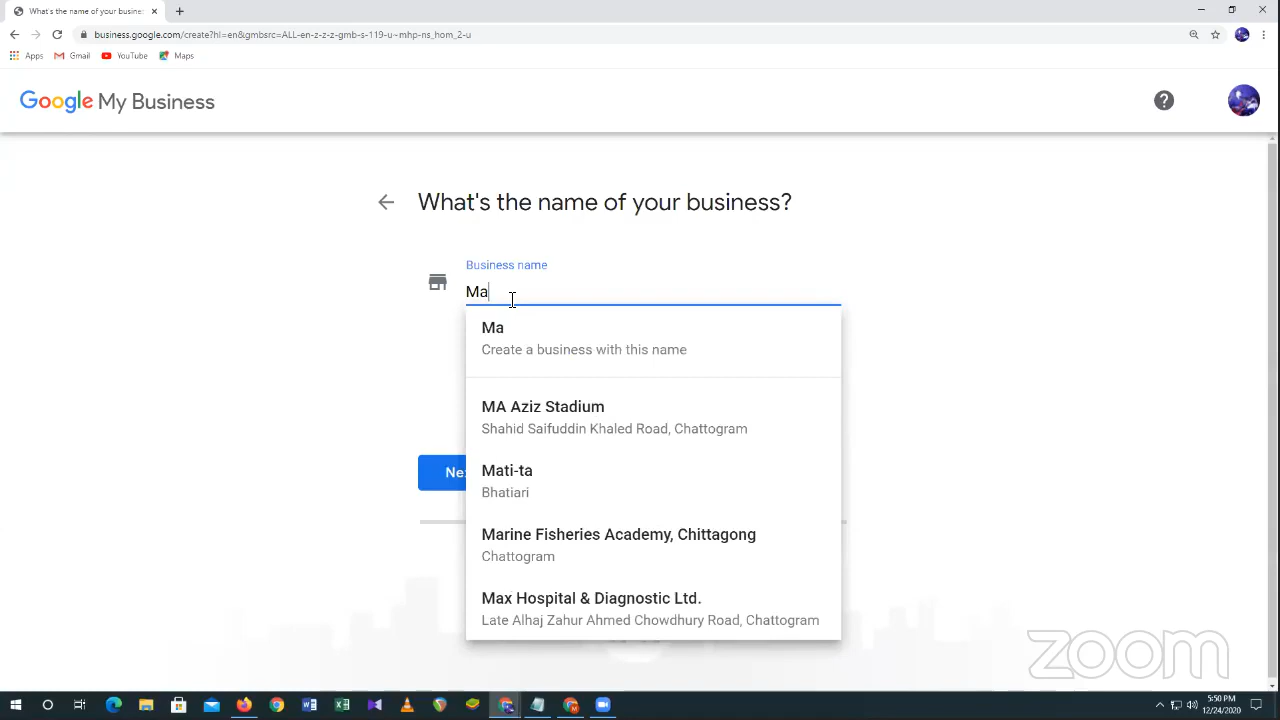 What's the name of your busine
business.google.com/create?hl=en&gmbsrc=ALL-en-z-z-z-gmb-s-119-u~mhp-ns_hom_2-u
Apps Gmail YouTube Maps
Google My Business
What's the name of your business?
Business name
Ma
Ma
Create a business with this name
MA Aziz Stadium
Shahid Saifuddin Khaled Road, Chattogram
Mati-ta
Bhatiari
Ne
Marine Fisheries Academy, Chittagong
Chattogram
Max Hospital & Diagnostic Ltd.
Late Alhaj Zahur Ahmed Chowdhury Road, Chattogram
zoom
5:50 PM
12/24/2020